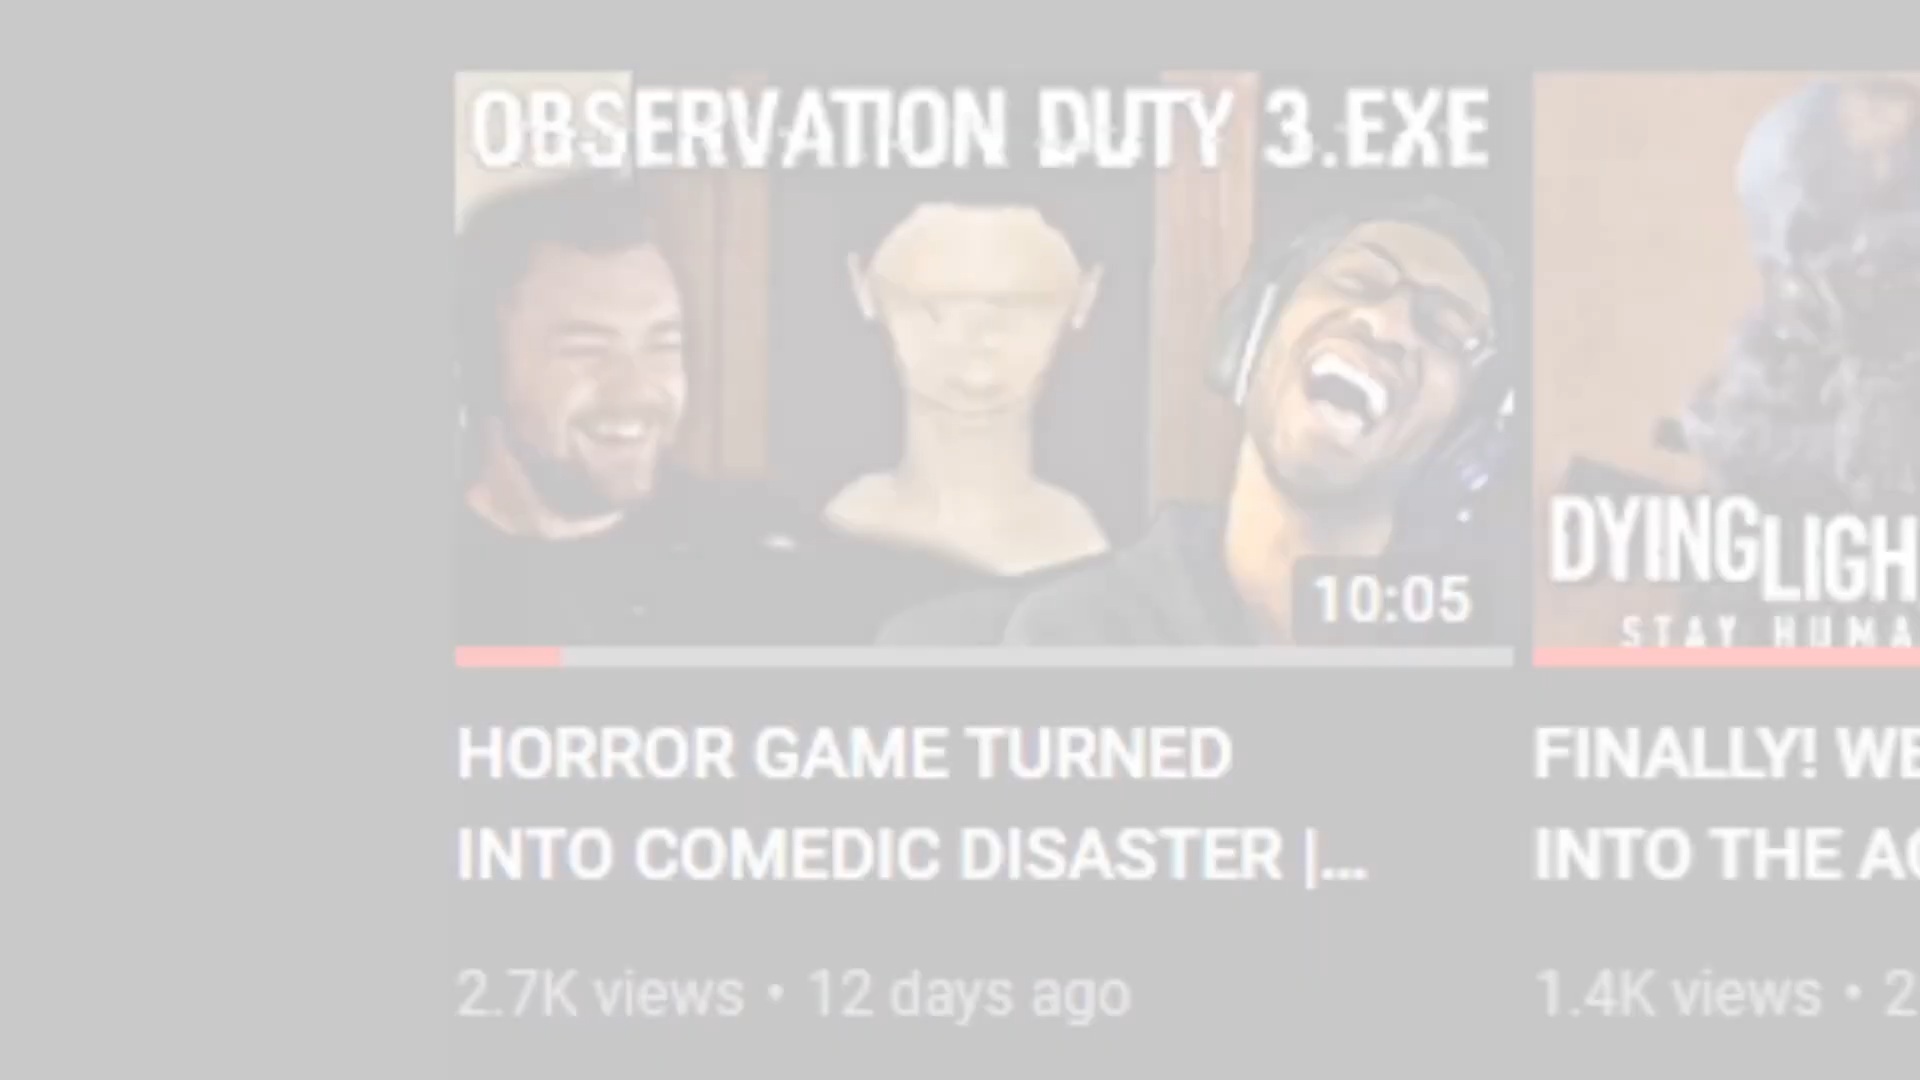 OBSERVATION DUTY 3.EXE
10:05
HORROR GAME TURNED
INTO COMEDIC DISASTER |...
2.7K views • 12 days ago
DYING
STAY
FINALLY!
INTO THE
1.4K views •